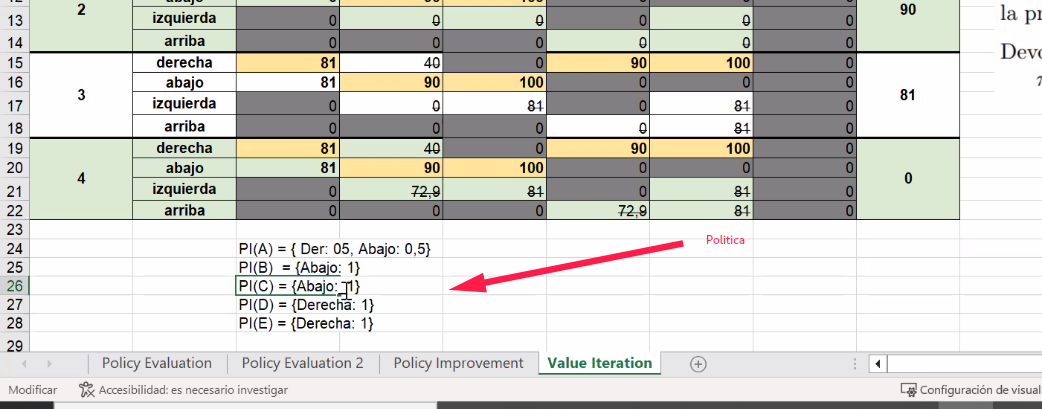 12 abajo 0 90 100 0 0 0
13 2 izquierda 0 0 0 0 0 0 90 la pr
14 arriba 0 0 0 0 0 0 Devo
15 derecha 81 40 0 90 100 0
16 abajo 81 90 100 0 0 0
17 3 izquierda 0 0 81 0 81 0 81
18 arriba 0 0 0 0 81 0
19 derecha 81 40 0 90 100 0
20 abajo 81 90 100 0 0 0
21 4 izquierda 0 72,9 81 0 81 0 0
22 arriba 0 0 0 72,9 81 0
23 Politica
24 PI(A) = { Der: 05, Abajo: 0,5}
25 PI(B) = {Abajo: 1}
26 PI(C) = {Abajo: 1}
27 PI(D) = {Derecha: 1}
28 PI(E) = {Derecha: 1}
29
Policy Evaluation Policy Evaluation 2 Policy Improvement Value Iteration
Modificar Accesibilidad: es necesario investigar Configuración de visual